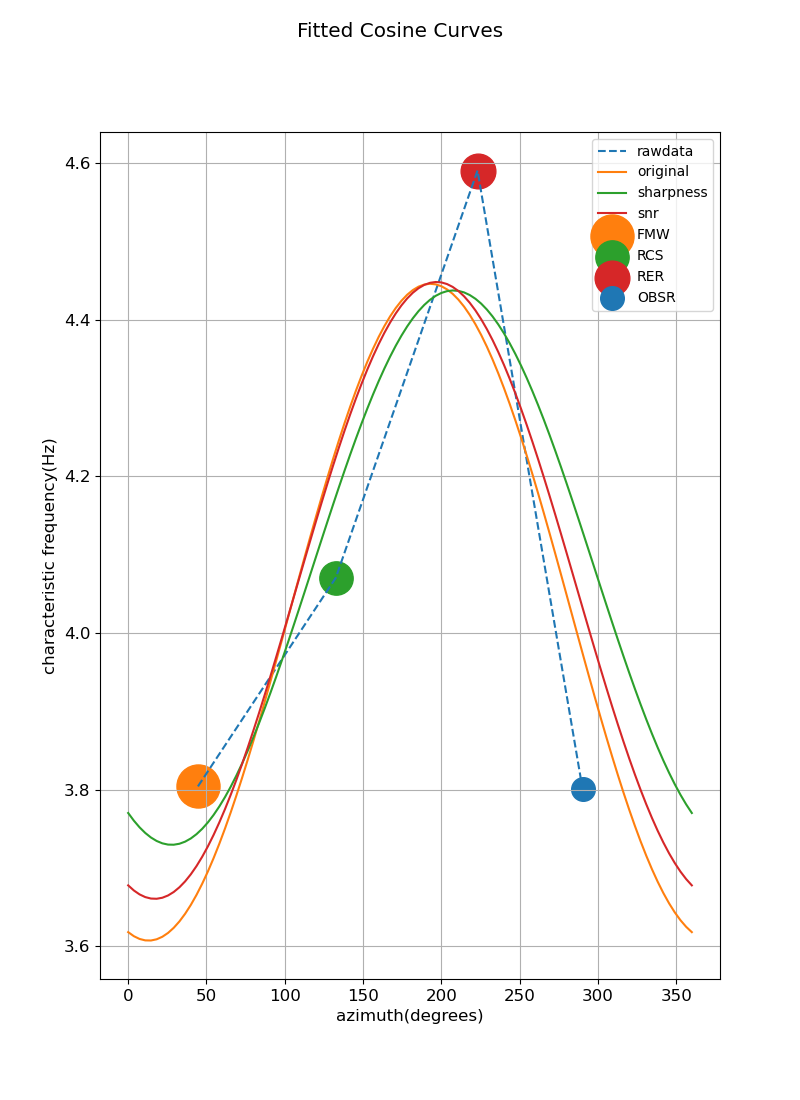 Fitted Cosine Curves
rawdata
original
sharpness
snr
FMW
RCS
RER
OBSR
4.6
4.4
4.2
4.0
3.8
3.6
characteristic frequency(Hz)
0 50 100 150 200 250 300 350
azimuth(degrees)